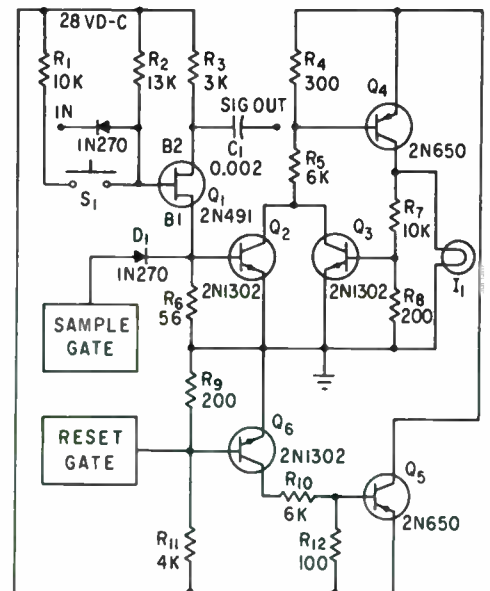 28 VD-C
R1
10K
R2
13K
R3
3K
R4
300
Q4
IN
SIG OUT
1N270
B2
C1
0.002
2N650
R5
6K
S1
Q1
B1
2N491
R7
10K
D1
Q2
Q3
I1
1N270
2N1302
2N1302
R6
56
R8
200
SAMPLE
GATE
R9
200
RESET
GATE
Q6
2N1302
Q5
R10
6K
2N650
R11
4K
R12
100